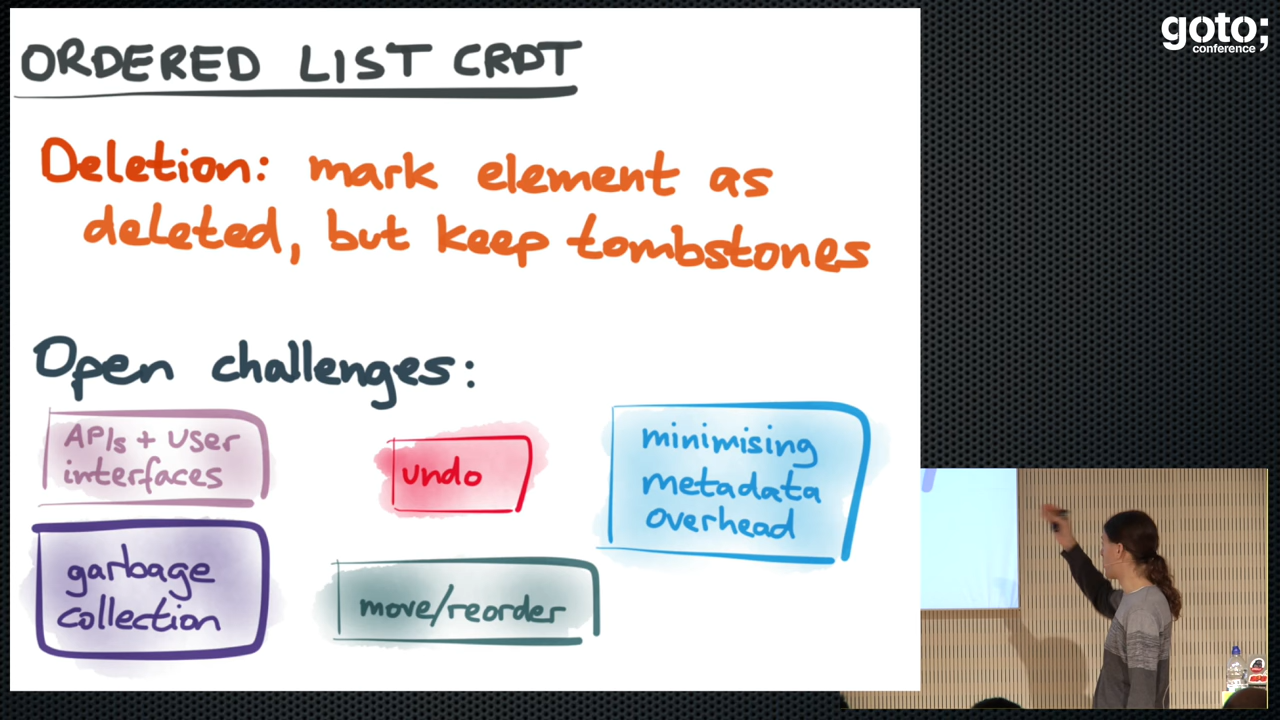 goto;
conference
ORDERED LIST CRDT
Deletion: mark element as
deleted, but keep tombstones
Open challenges:
APIs + user
interfaces
undo
minimising
metadata
overhead
garbage
collection
move/reorder